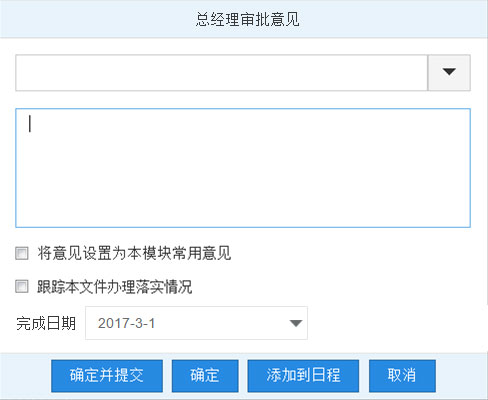 总经理审批意见
将意见设置为本模块常用意见
跟踪本文件办理落实情况
完成日期 2017-3-1
确定并提交 确定 添加到日程 取消